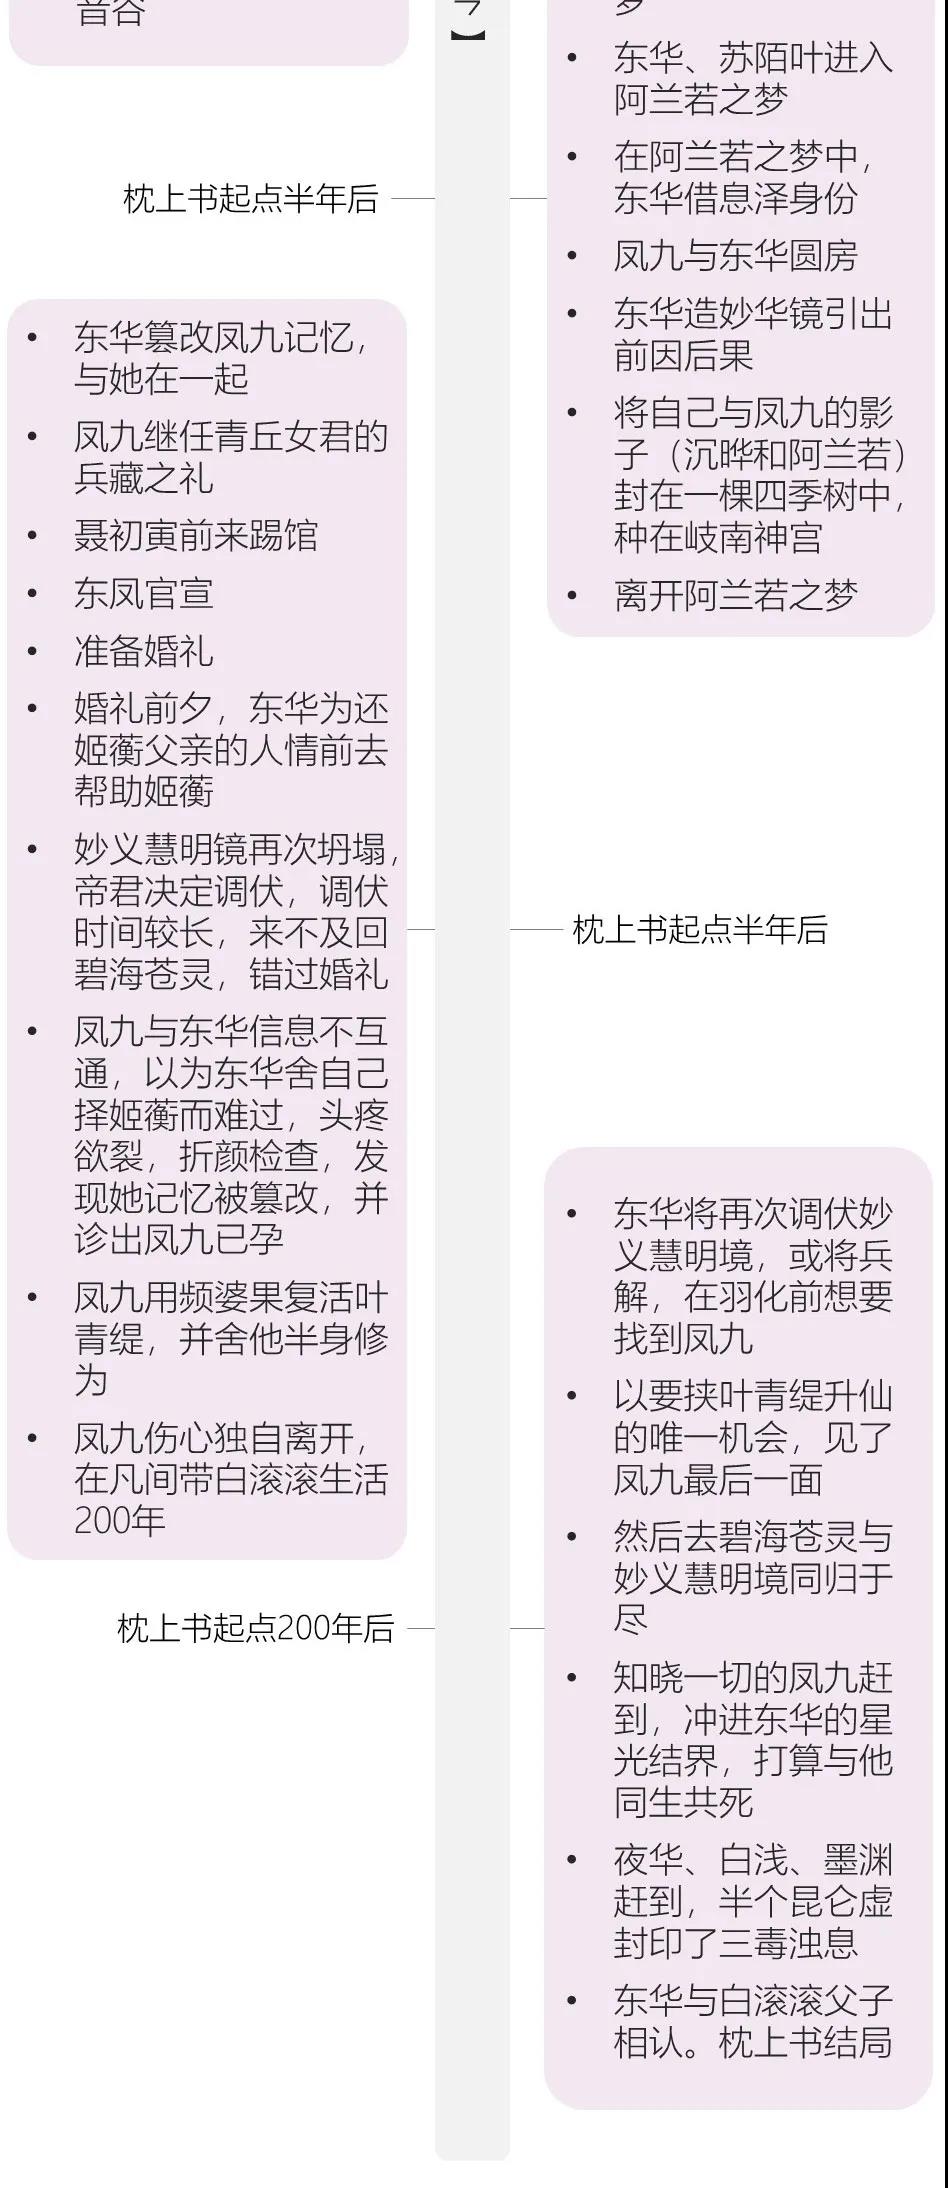 音谷
】
梦
• 东华、苏陌叶进入
阿兰若之梦
• 在阿兰若之梦中，
东华借息泽身份
• 凤九与东华圆房
• 东华造妙华镜引出
前因后果
• 将自己与凤九的影
子（沉晔和阿兰若）
封在一棵四季树中，
种在岐南神宫
• 离开阿兰若之梦
枕上书起点半年后
• 东华篡改凤九记忆，
与她在一起
• 凤九继任青丘女君的
兵藏之礼
• 聂初寅前来踢馆
• 东凤官宣
• 准备婚礼
• 婚礼前夕，东华为还
姬蘅父亲的人情前去
帮助姬蘅
• 妙义慧明镜再次坍塌，
帝君决定调伏，调伏
时间较长，来不及回
碧海苍灵，错过婚礼
• 凤九与东华信息不互
通，以为东华舍自己
择姬蘅而难过，头疼
欲裂，折颜检查，发
现她记忆被篡改，并
诊出凤九已孕
• 凤九用频婆果复活叶
青缇，并舍他半身修
为
• 凤九伤心独自离开，
在凡间带白滚滚生活
200年
枕上书起点半年后
• 东华将再次调伏妙
义慧明境，或将兵
解，在羽化前想要
找到凤九
• 以要挟叶青缇升仙
的唯一机会，见了
凤九最后一面
• 然后去碧海苍灵与
妙义慧明境同归于
尽
• 知晓一切的凤九赶
到，冲进东华的星
光结界，打算与他
同生共死
• 夜华、白浅、墨渊
赶到，半个昆仑虚
封印了三毒浊息
• 东华与白滚滚父子
相认。枕上书结局
枕上书起点200年后